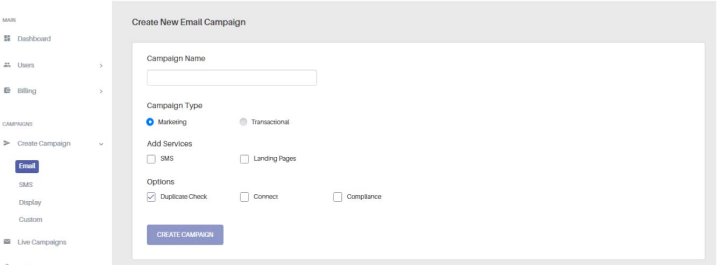 MAIN
Dashboard
Users
Billing
CAMPAIGNS
Create Campaign
Email
SMS
Display
Custom
Live Campaigns
Create New Email Campaign
Campaign Name
Campaign Type
Marketing Transactional
Add Services
SMS Landing Pages
Options
Duplicate Check Connect Compliance
CREATE CAMPAIGN